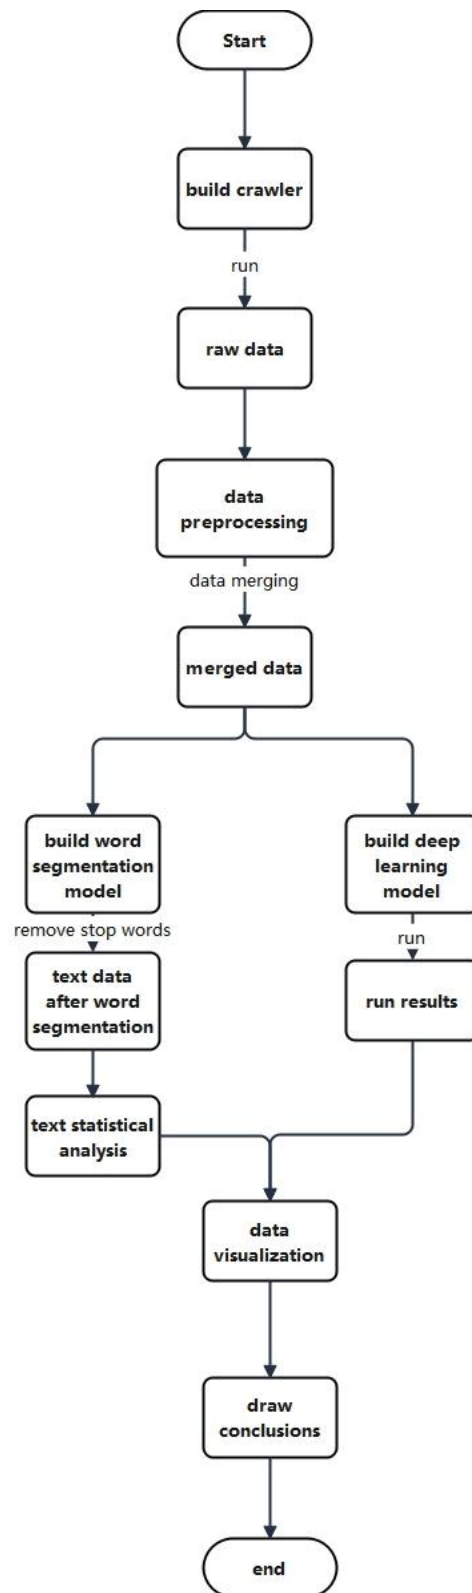 Start
build crawler
run
raw data
data
preprocessing
data merging
merged data
build word
segmentation
model
remove stop words
text data
after word
segmentation
text statistical
analysis
build deep
learning
model
run
run results
data
visualization
draw
conclusions
end